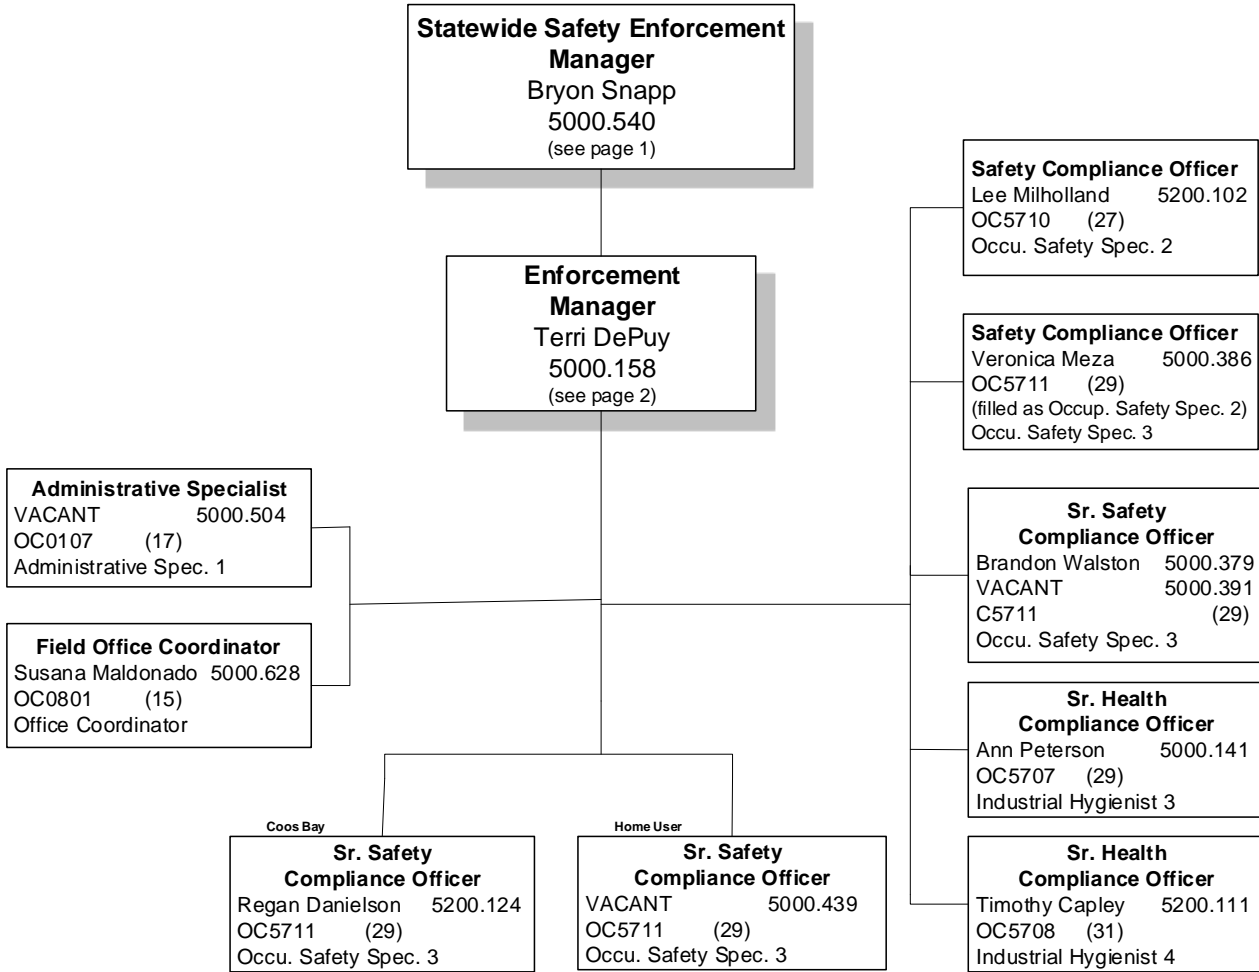 Statewide Safety Enforcement
Manager
Bryon Snapp
5000.540
(see page 1)
Enforcement
Manager
Terri DePuy
5000.158
(see page 2)
Safety Compliance Officer
Lee Milholland 5200.102
OC5710 (27)
Occu. Safety Spec. 2
Safety Compliance Officer
Veronica Meza 5000.386
OC5711 (29)
(filled as Occup. Safety Spec. 2)
Occu. Safety Spec. 3
Administrative Specialist
VACANT 5000.504
OC0107 (17)
Administrative Spec. 1
Field Office Coordinator
Susana Maldonado 5000.628
OC0801 (15)
Office Coordinator
Sr. Safety
Compliance Officer
Brandon Walston 5000.379
VACANT 5000.391
C5711 (29)
Occu. Safety Spec. 3
Sr. Health
Compliance Officer
Ann Peterson 5000.141
OC5707 (29)
Industrial Hygienist 3
Coos Bay
Sr. Safety
Compliance Officer
Regan Danielson 5200.124
OC5711 (29)
Occu. Safety Spec. 3
Home User
Sr. Safety
Compliance Officer
VACANT 5000.439
OC5711 (29)
Occu. Safety Spec. 3
Sr. Health
Compliance Officer
Timothy Capley 5200.111
OC5708 (31)
Industrial Hygienist 4